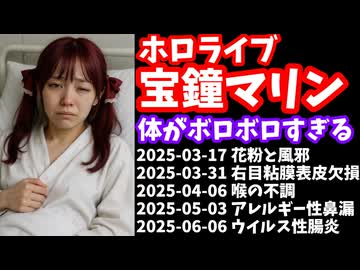 ホロライブ
宝鐘マリン
体がボロボロすぎる
2025-03-17 花粉と風邪
2025-03-31 右目粘膜表皮欠損
2025-04-06 喉の不調
2025-05-03 アレルギー性鼻漏
2025-06-06 ウイルス性腸炎